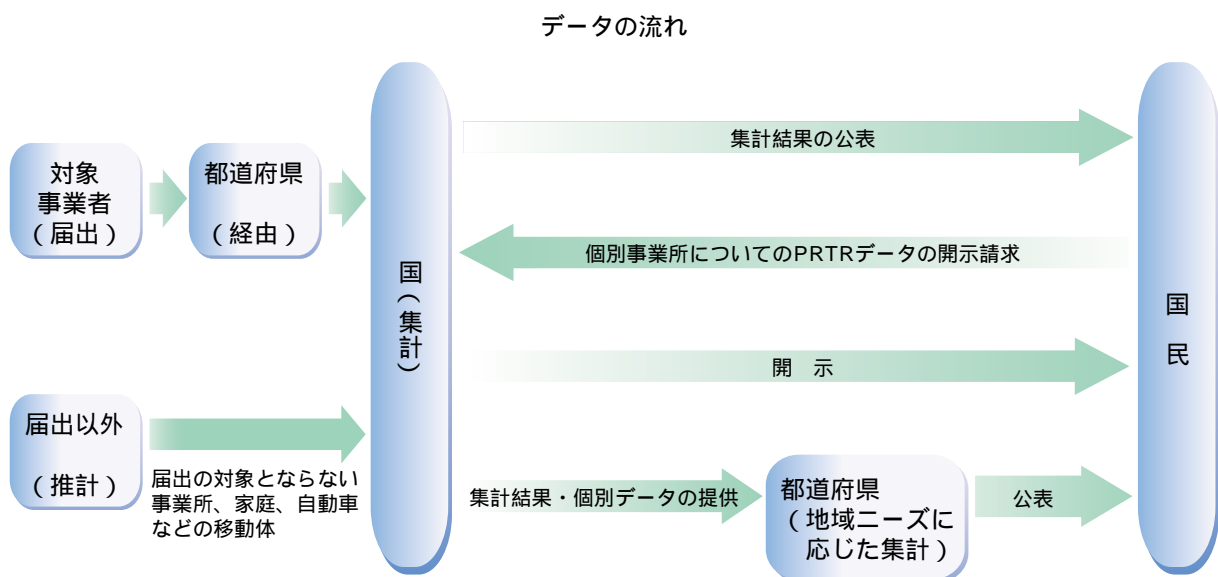 データの流れ
対象
事業者
（届出）
都道府県
（経由）
国（集計）
集計結果の公表
個別事業所についてのPRTRデータの開示請求
開　示
国民
届出以外
（推計）
届出の対象とならない
事業所、家庭、自動車
などの移動体
集計結果・個別データの提供
都道府県
（地域ニーズに
応じた集計）
公表